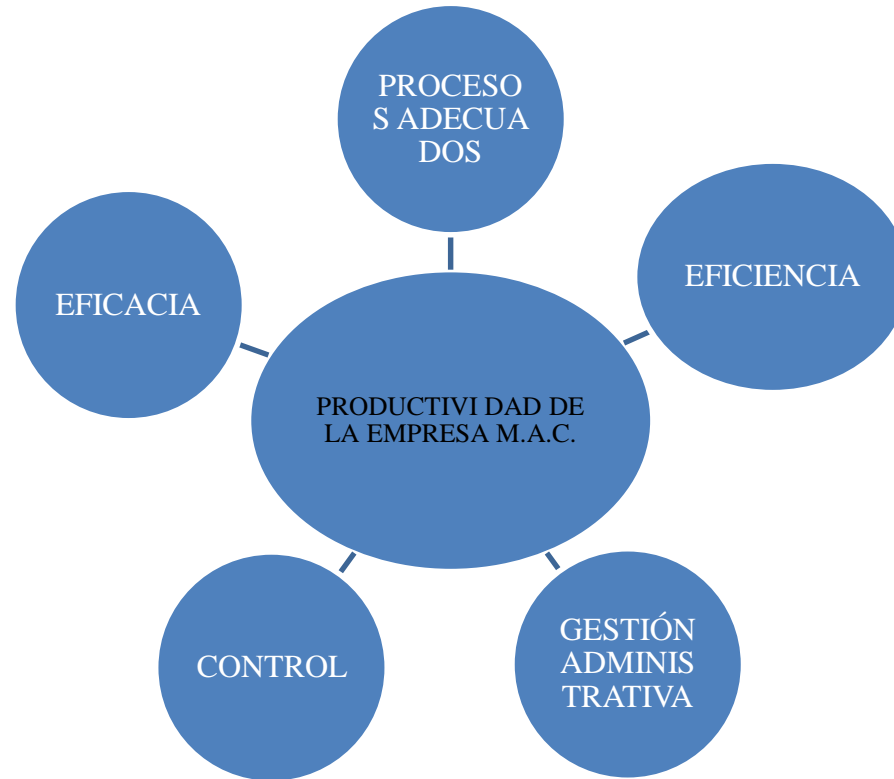 PROCESO
S ADECUA
DOS
EFICACIA
EFICIENCIA
PRODUCTIVI DAD DE
LA EMPRESA M.A.C.
CONTROL
GESTIÓN
ADMINIS
TRATIVA